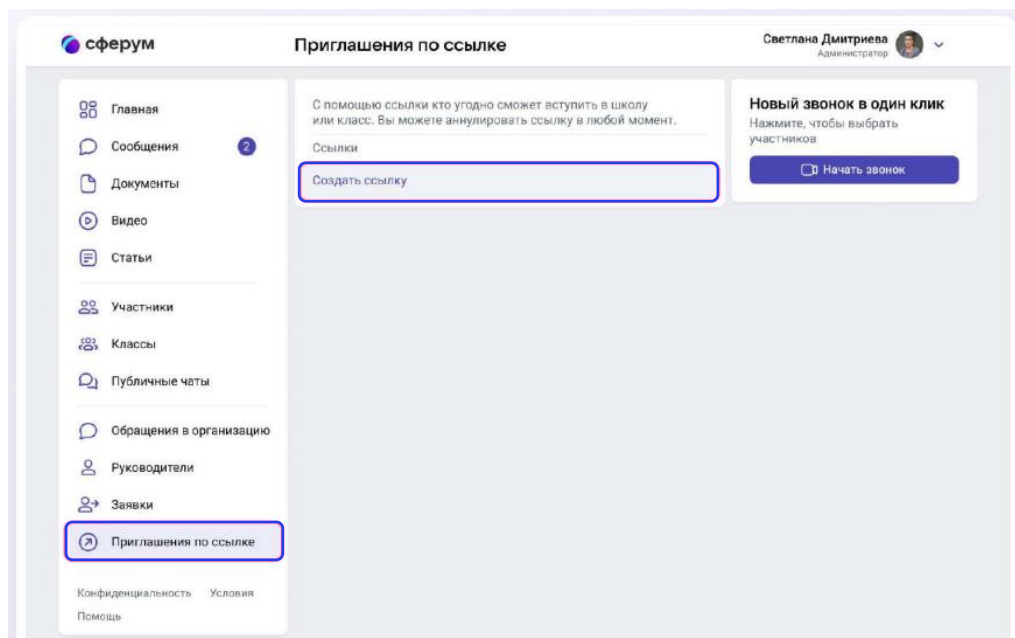 сферум
Приглашения по ссылке
Светлана Дмитриева
Администратор
Главная
Сообщения 2
Документы
Видео
Статьи
Участники
Классы
Публичные чаты
Обращения в организацию
Руководители
Заявки
Приглашения по ссылке
Конфиденциальность Условия
Помощь
С помощью ссылки кто угодно сможет вступить в школу
или класс. Вы можете аннулировать ссылку в любой момент.
Ссылки
Создать ссылку
Новый звонок в один клик
Нажмите, чтобы выбрать
участников
Начать звонок